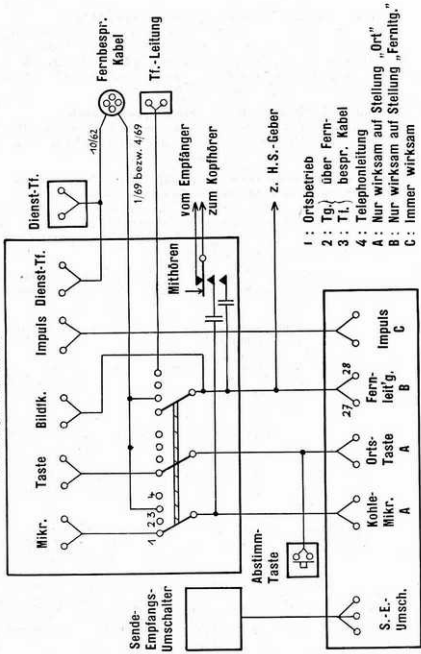 Fernbespr.
Kabel
Tf.-Leitung
10/62
1/69 bezw. 4/69
Dienst-Tf.
vom Empfänger
zum Kopfhörer
Mithören
z. H.S.-Geber
Mikr.
Taste
Bildfk.
Impuls
Dienst-Tf.
1 2 3 4
Sende-
Empfangs-
Umschalter
Abstimm-
Taste
27 28
S.-E.-
Umsch.
Kohle-
Mikr.
A
Orts-
Taste
A
Fern-
leit'g.
B
Impuls
C
1 : Ortsbetrieb
2 : Tg. } über Fern-
3 : Tf. } bespr. Kabel
4 : Telephonleitung
A : Nur wirksam auf Stellung „Ort"
B : Nur wirksam auf Stellung „Fernltg."
C : Immer wirksam